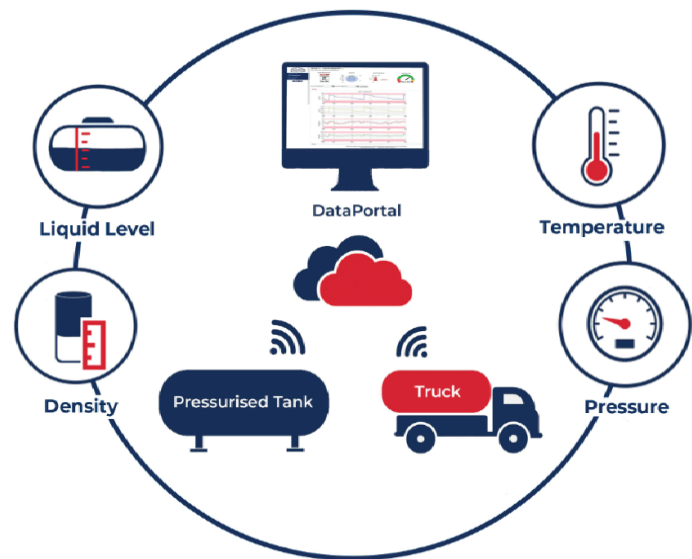 DataPortal
Liquid Level
Temperature
Density
Pressurised Tank
Truck
Pressure